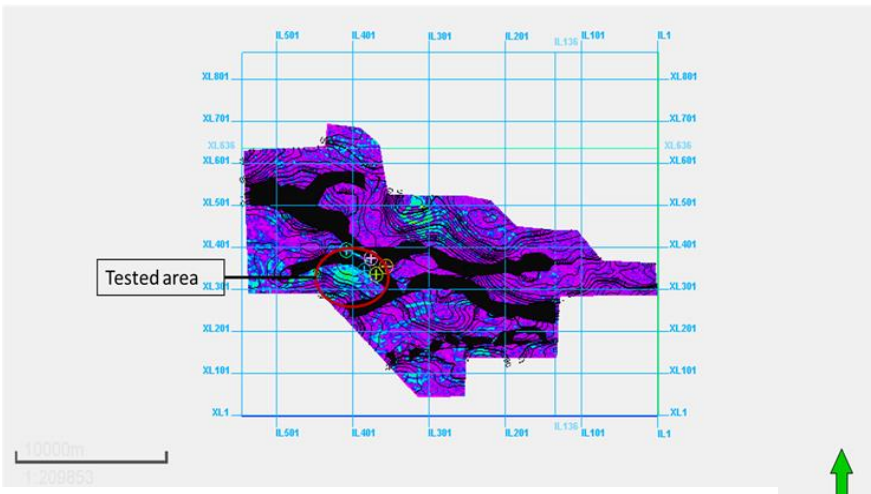 IL501 IL401 IL301 IL201 IL136 IL101 IL1
XL801 XL801
XL701 XL701
XL636 XL636
XL601 XL601
XL501 XL501
XL401 XL401
Tested area
XL301 XL301
XL201 XL201
XL101 XL101
XL1 XL1
IL501 IL401 IL301 IL201 IL136 IL101 IL1
10000m
1:209853